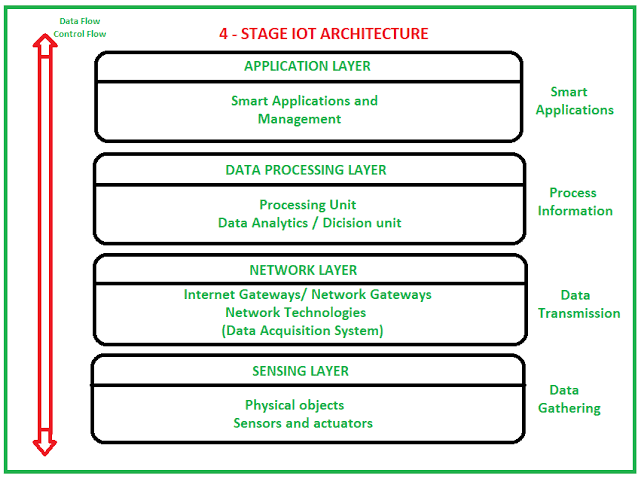 Data Flow
Control Flow
4 - STAGE IOT ARCHITECTURE
APPLICATION LAYER
Smart Applications and
Management
Smart
Applications
DATA PROCESSING LAYER
Processing Unit
Data Analytics / Dicision unit
Process
Information
NETWORK LAYER
Internet Gateways/ Network Gateways
Network Technologies
(Data Acquisition System)
Data
Transmission
SENSING LAYER
Physical objects
Sensors and actuators
Data
Gathering